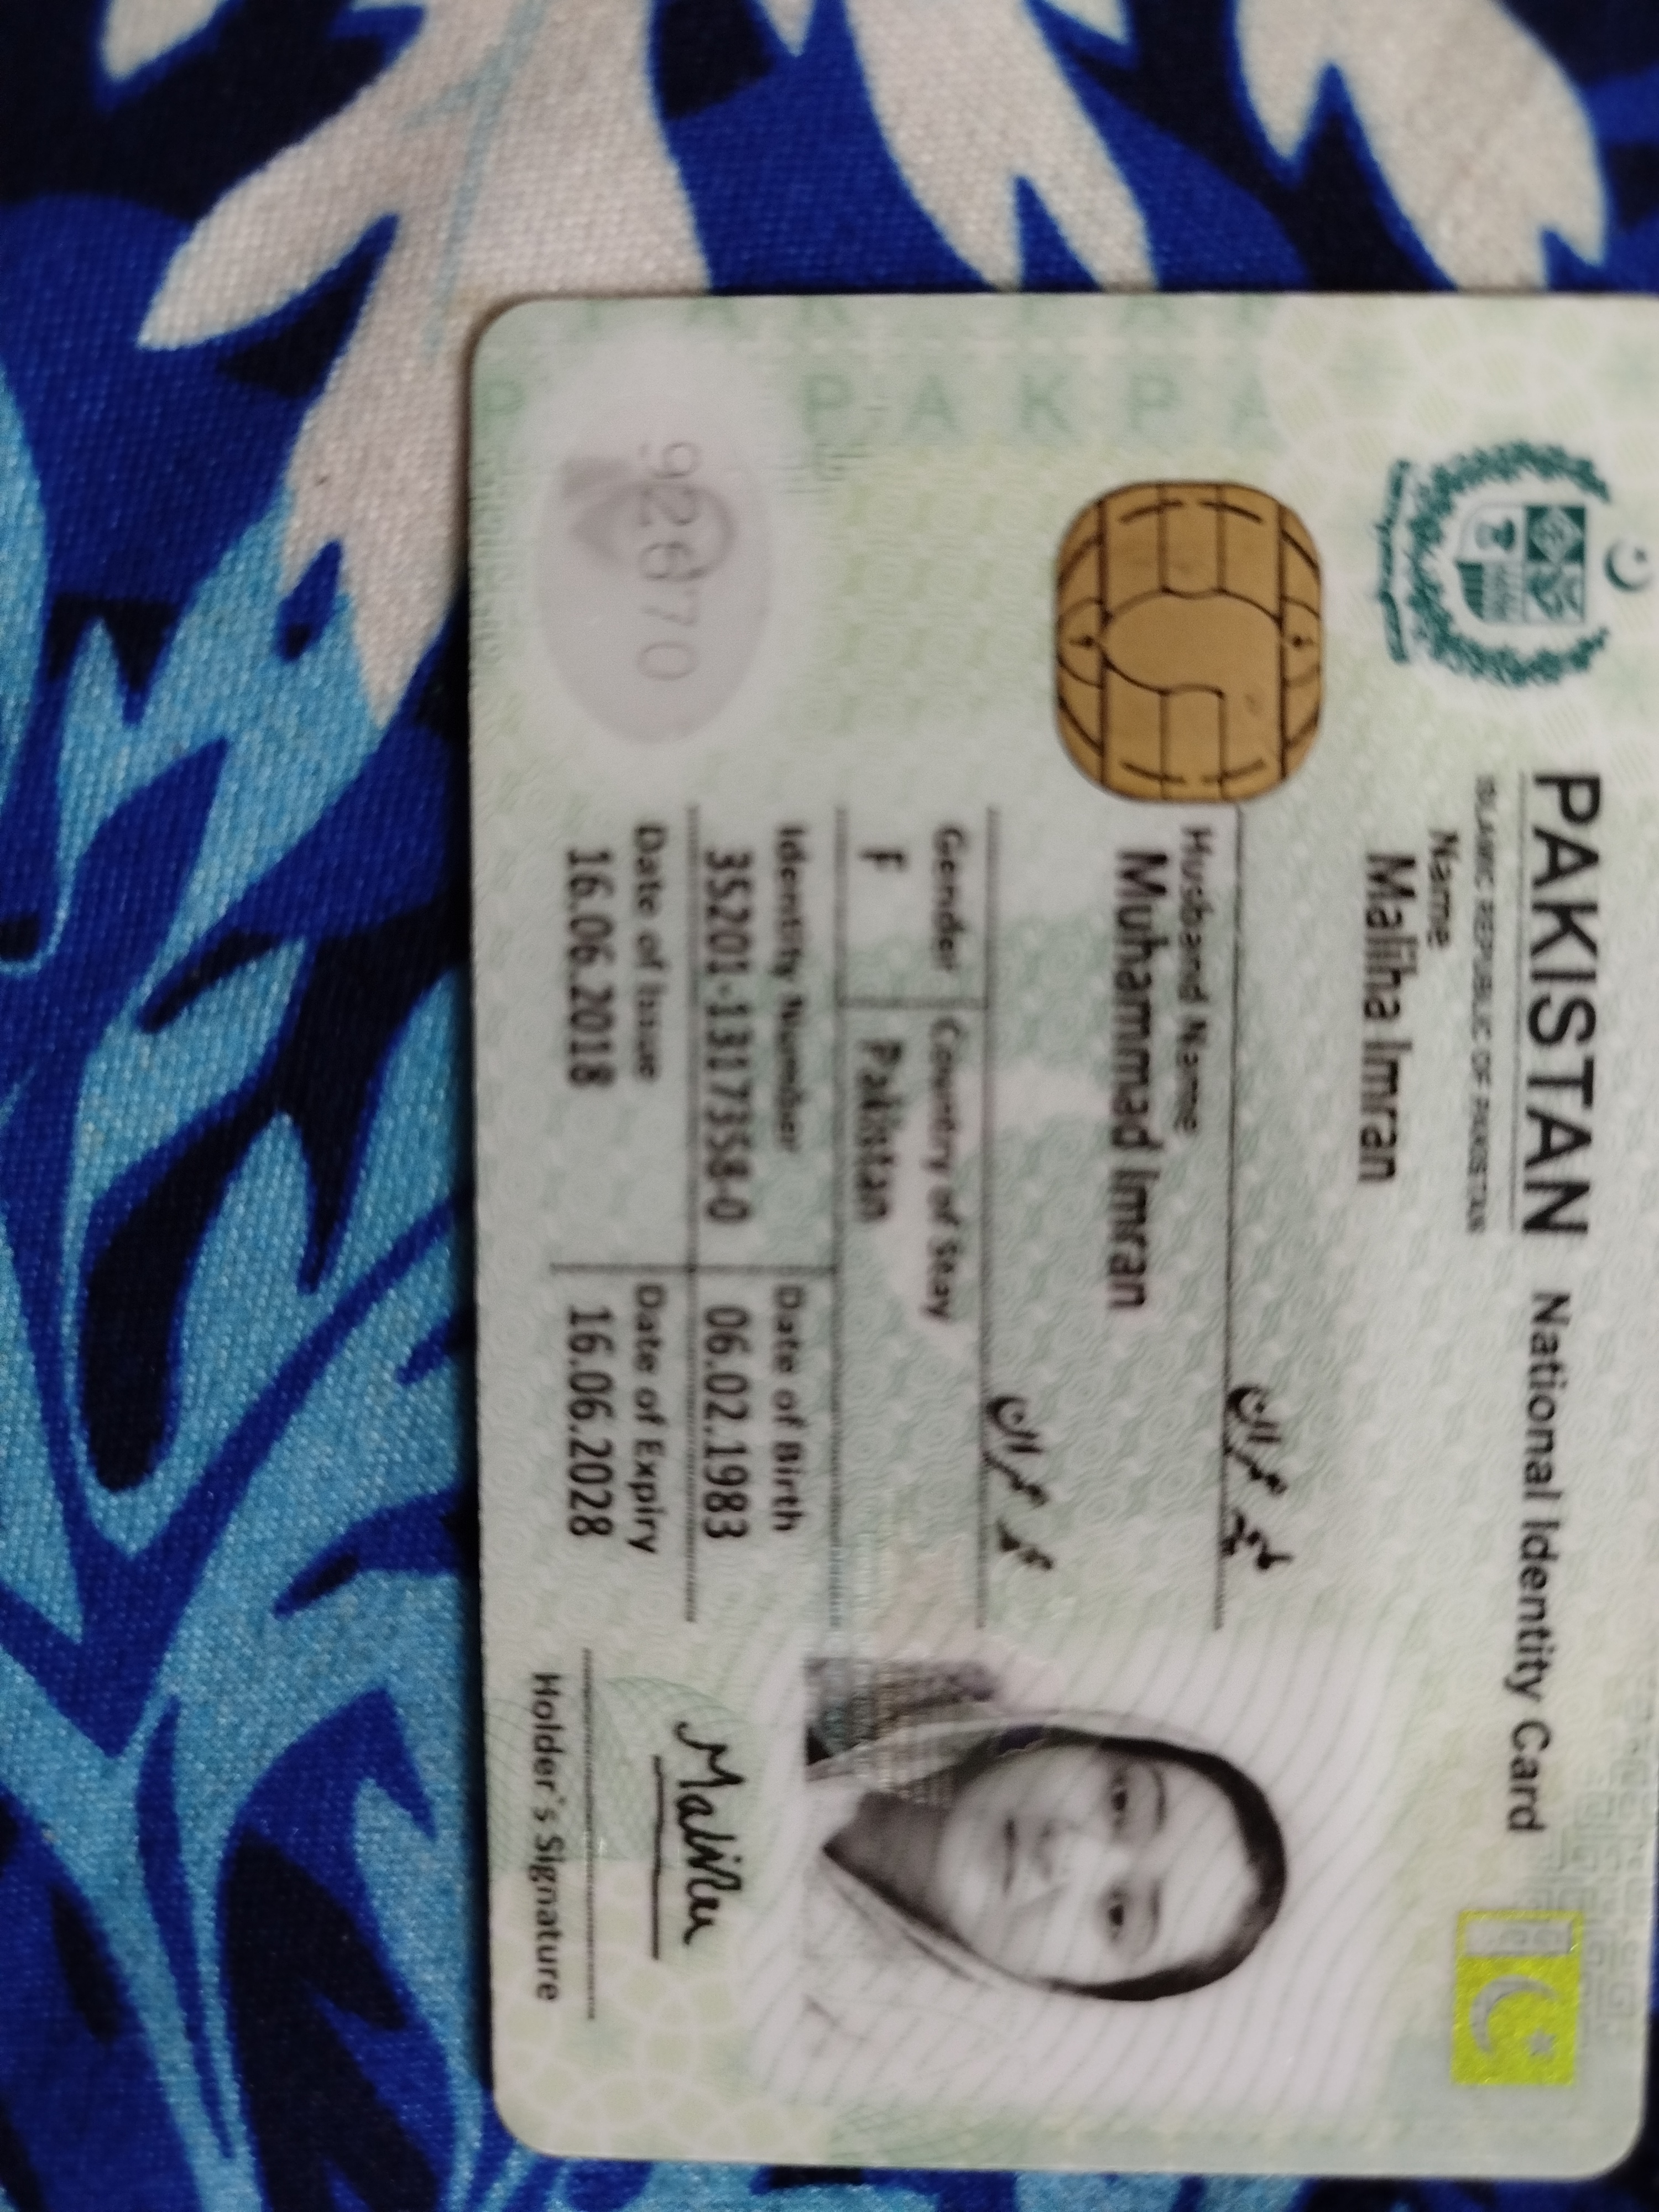 PAKISTAN National Identity Card
ISLAMIC REPUBLIC OF PAKISTAN
Name
Maliha Imran
ملیحہ عمران
Husband Name
Muhammad Imran
محمد عمران
Gender Country of Stay
F Pakistan
Identity Number Date of Birth
35201-1317358-0 06.02.1983
Date of Issue Date of Expiry
16.06.2018 16.06.2028
Maliha
Holder's Signature
PAKPA